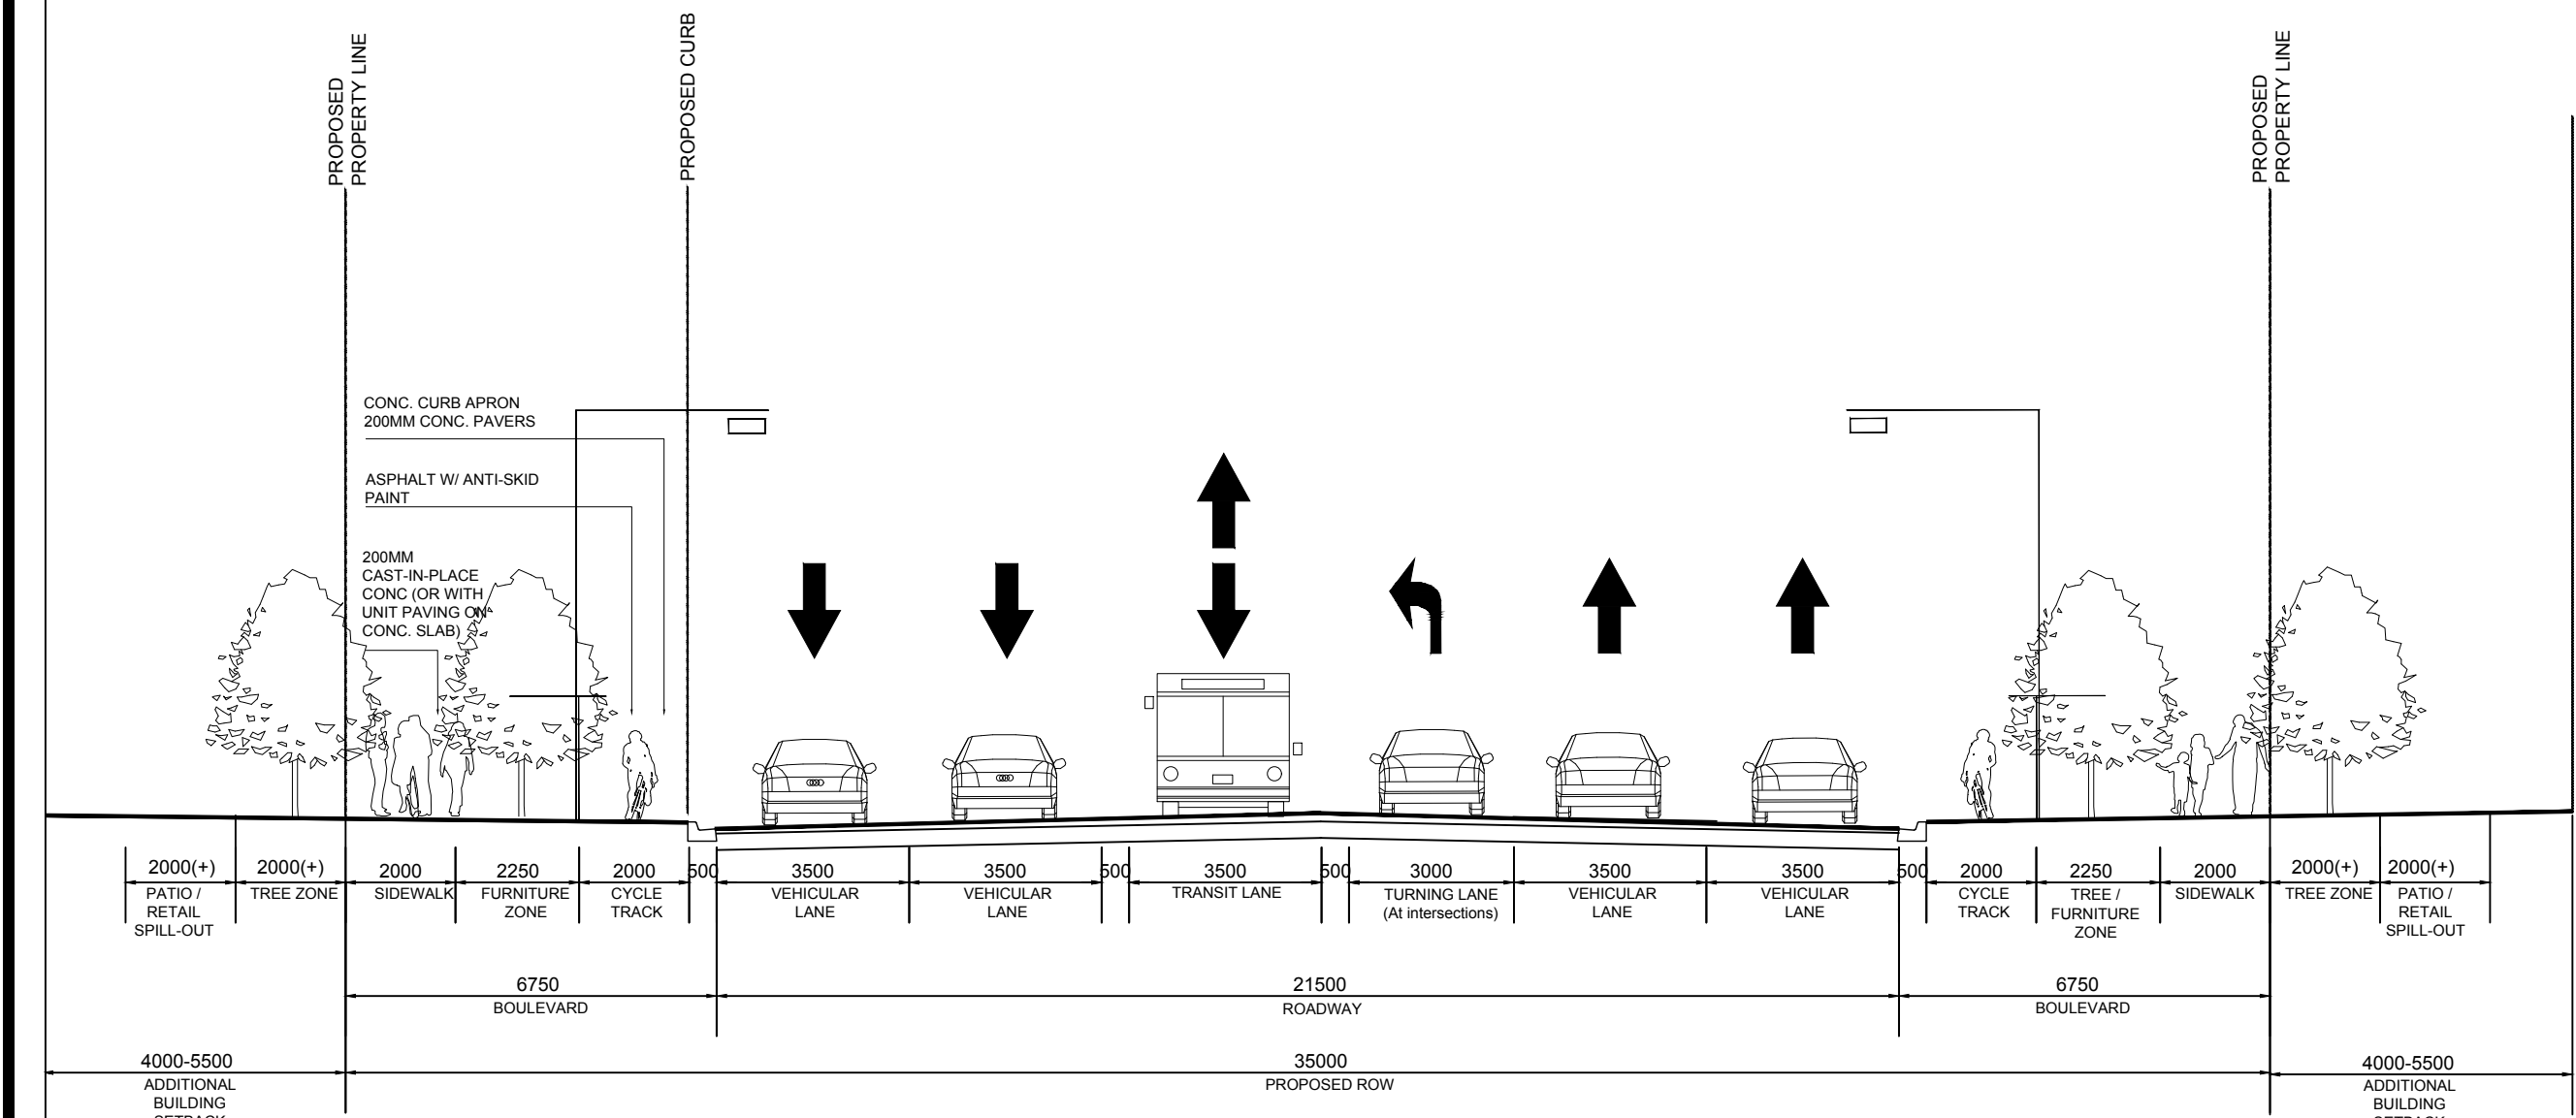 PROPOSED
PROPERTY LINE
PROPOSED CURB
PROPOSED
PROPERTY LINE
CONC. CURB APRON
200MM CONC. PAVERS
ASPHALT W/ ANTI-SKID
PAINT
200MM
CAST-IN-PLACE
CONC (OR WITH
UNIT PAVING ON
CONC. SLAB)
2000(+)
PATIO /
RETAIL
SPILL-OUT
2000(+)
TREE ZONE
2000
SIDEWALK
2250
FURNITURE
ZONE
2000
CYCLE
TRACK
500
3500
VEHICULAR
LANE
3500
VEHICULAR
LANE
500
3500
TRANSIT LANE
500
3000
TURNING LANE
(At intersections)
3500
VEHICULAR
LANE
3500
VEHICULAR
LANE
500
2000
CYCLE
TRACK
2250
TREE /
FURNITURE
ZONE
2000
SIDEWALK
2000(+)
TREE ZONE
2000(+)
PATIO /
RETAIL
SPILL-OUT
6750
BOULEVARD
21500
ROADWAY
6750
BOULEVARD
4000-5500
ADDITIONAL
BUILDING
SETBACK
35000
PROPOSED ROW
4000-5500
ADDITIONAL
BUILDING
SETBACK